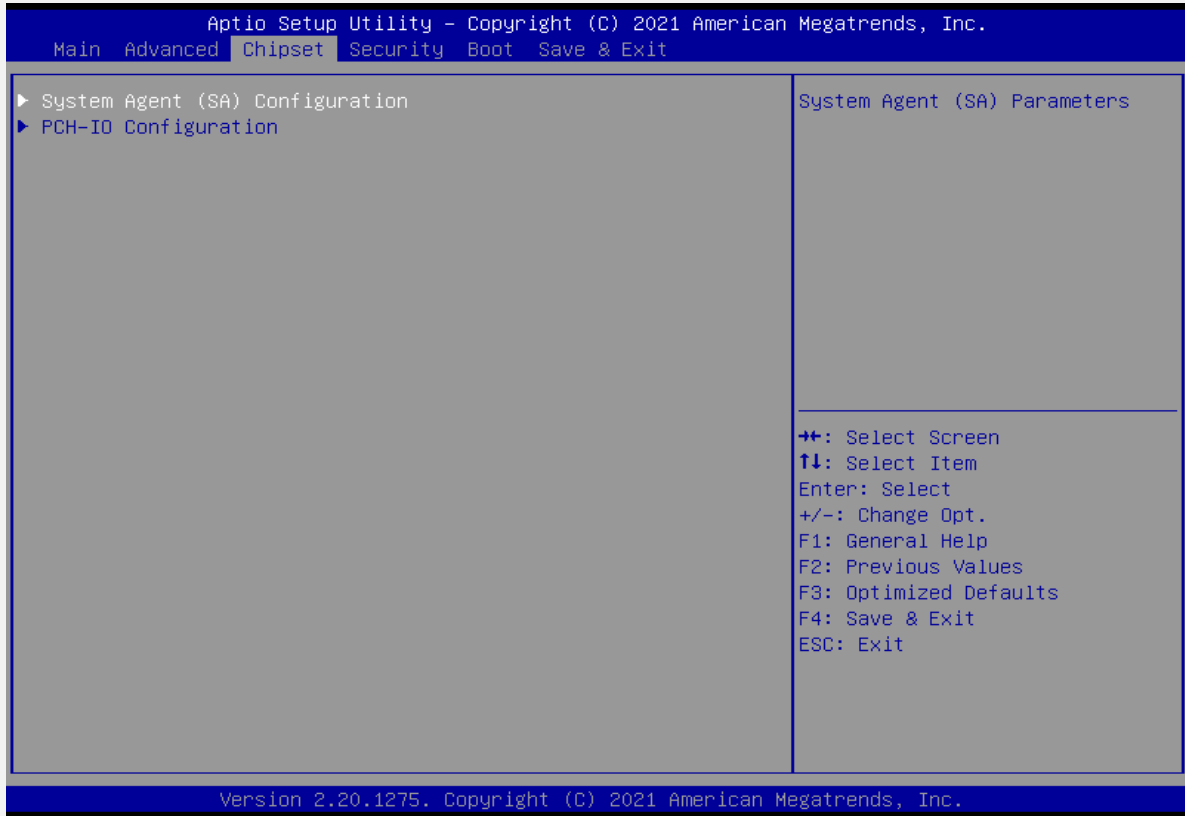 Aptio Setup Utility – Copyright (C) 2021 American Megatrends, Inc.
Main Advanced Chipset Security Boot Save & Exit
► System Agent (SA) Configuration
► PCH-IO Configuration
System Agent (SA) Parameters
→←: Select Screen
↑↓: Select Item
Enter: Select
+/-: Change Opt.
F1: General Help
F2: Previous Values
F3: Optimized Defaults
F4: Save & Exit
ESC: Exit
Version 2.20.1275. Copyright (C) 2021 American Megatrends, Inc.